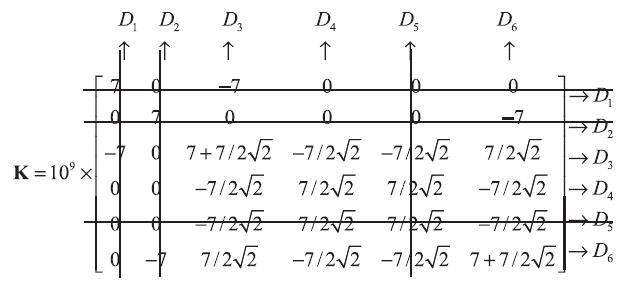 D₁ D₂ D₃ D₄ D₅ D₆
↑ ↑ ↑ ↑ ↑ ↑
7 0 −7 0 0 0 → D₁
0 7 0 0 0 −7 → D₂
−7 0 7+7/2√2 −7/2√2 −7/2√2 7/2√2 → D₃
K = 10⁹ ×
0 0 −7/2√2 7/2√2 7/2√2 −7/2√2 → D₄
0 0 −7/2√2 7/2√2 7/2√2 −7/2√2 → D₅
0 −7 7/2√2 −7/2√2 −7/2√2 7+7/2√2 → D₆